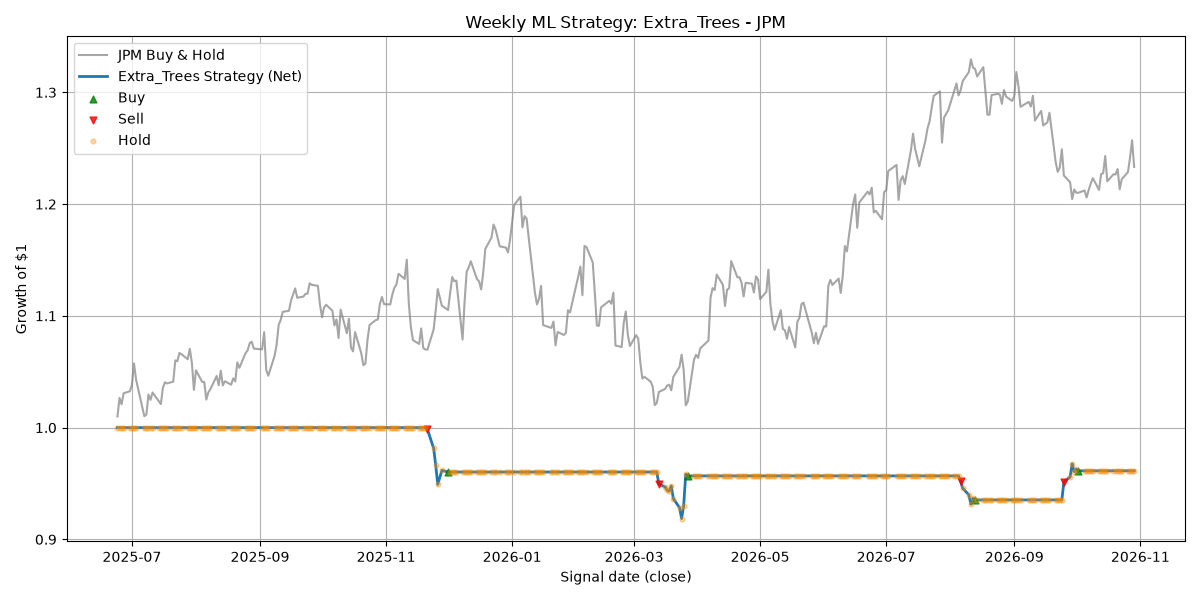 Weekly ML Strategy: Extra_Trees - JPM
JPM Buy & Hold
Extra_Trees Strategy (Net)
Buy
Sell
Hold
Growth of $1
1.3
1.2
1.1
1.0
0.9
2025-07
2025-09
2025-11
2026-01
2026-03
2026-05
2026-07
2026-09
2026-11
Signal date (close)